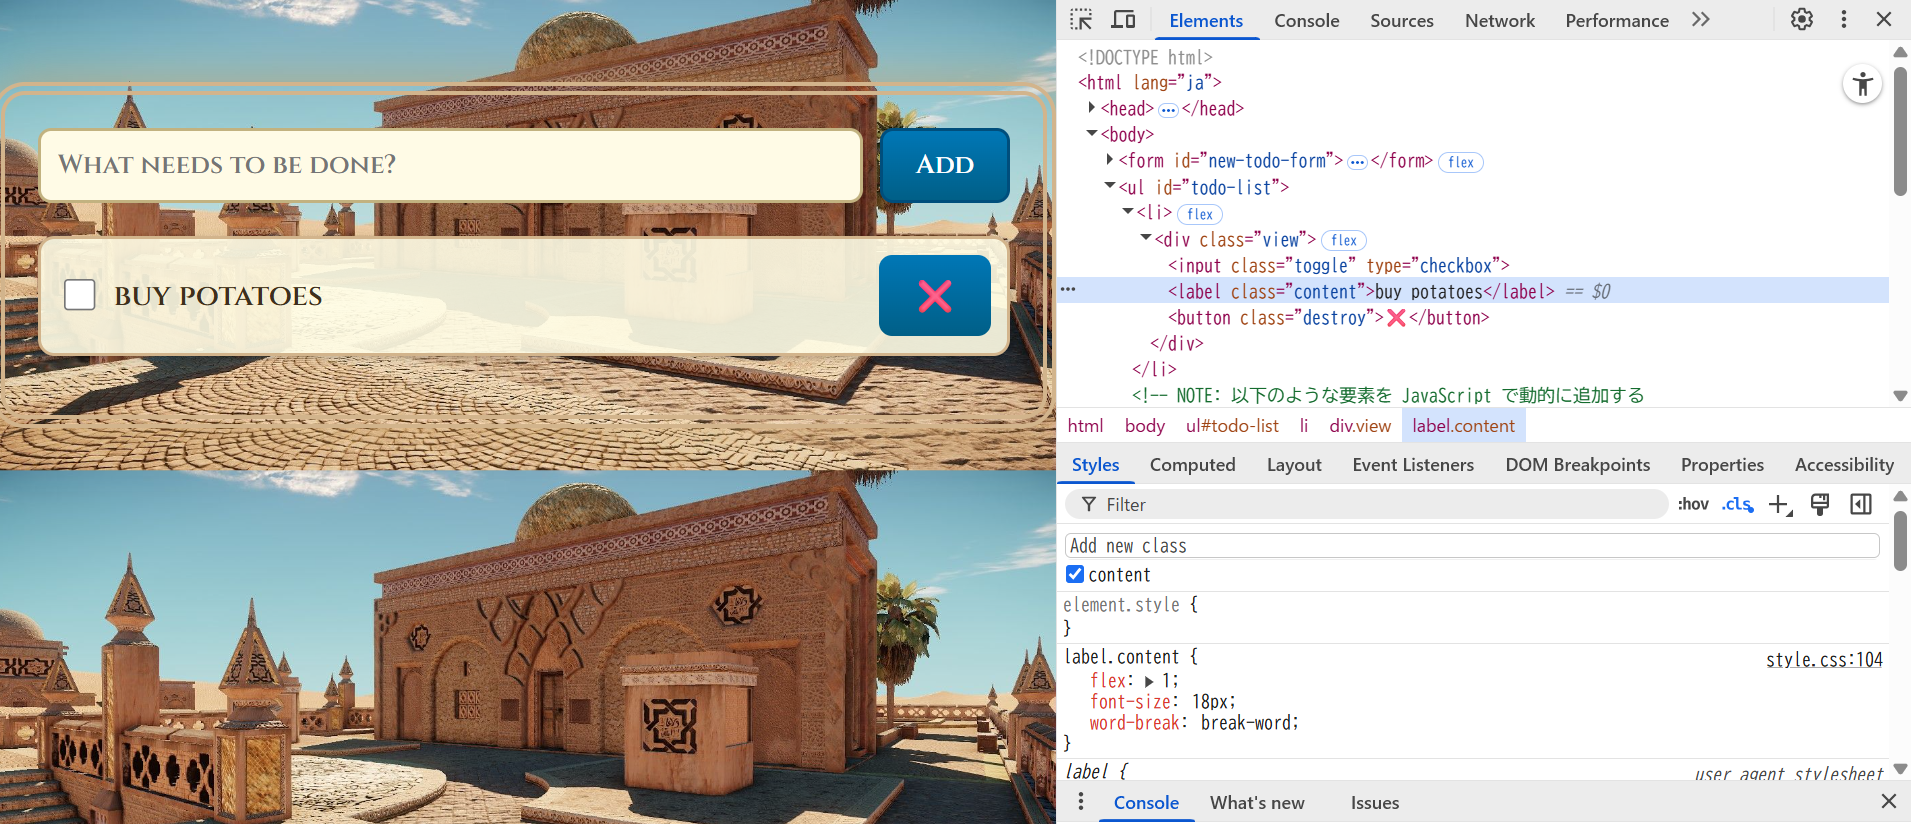 What needs to be done?
Add
buy potatoes
❌
Elements Console Sources Network Performance
<!DOCTYPE html>
<html lang="ja">
<head> ⋯ </head>
<body>
<form id="new-todo-form"> ⋯ </form> flex
<ul id="todo-list">
<li> flex
<div class="view"> flex
<input class="toggle" type="checkbox">
<label class="content">buy potatoes</label> == $0
<button class="destroy">❌</button>
</div>
</li>
<!-- NOTE: 以下のような要素を JavaScript で動的に追加する
html body ul#todo-list li div.view label.content
Styles Computed Layout Event Listeners DOM Breakpoints Properties Accessibility
Filter :hov .cls
Add new class
content
element.style {
}
label.content { style.css:104
flex: 1;
font-size: 18px;
word-break: break-word;
}
label { user agent stylesheet
Console What's new Issues